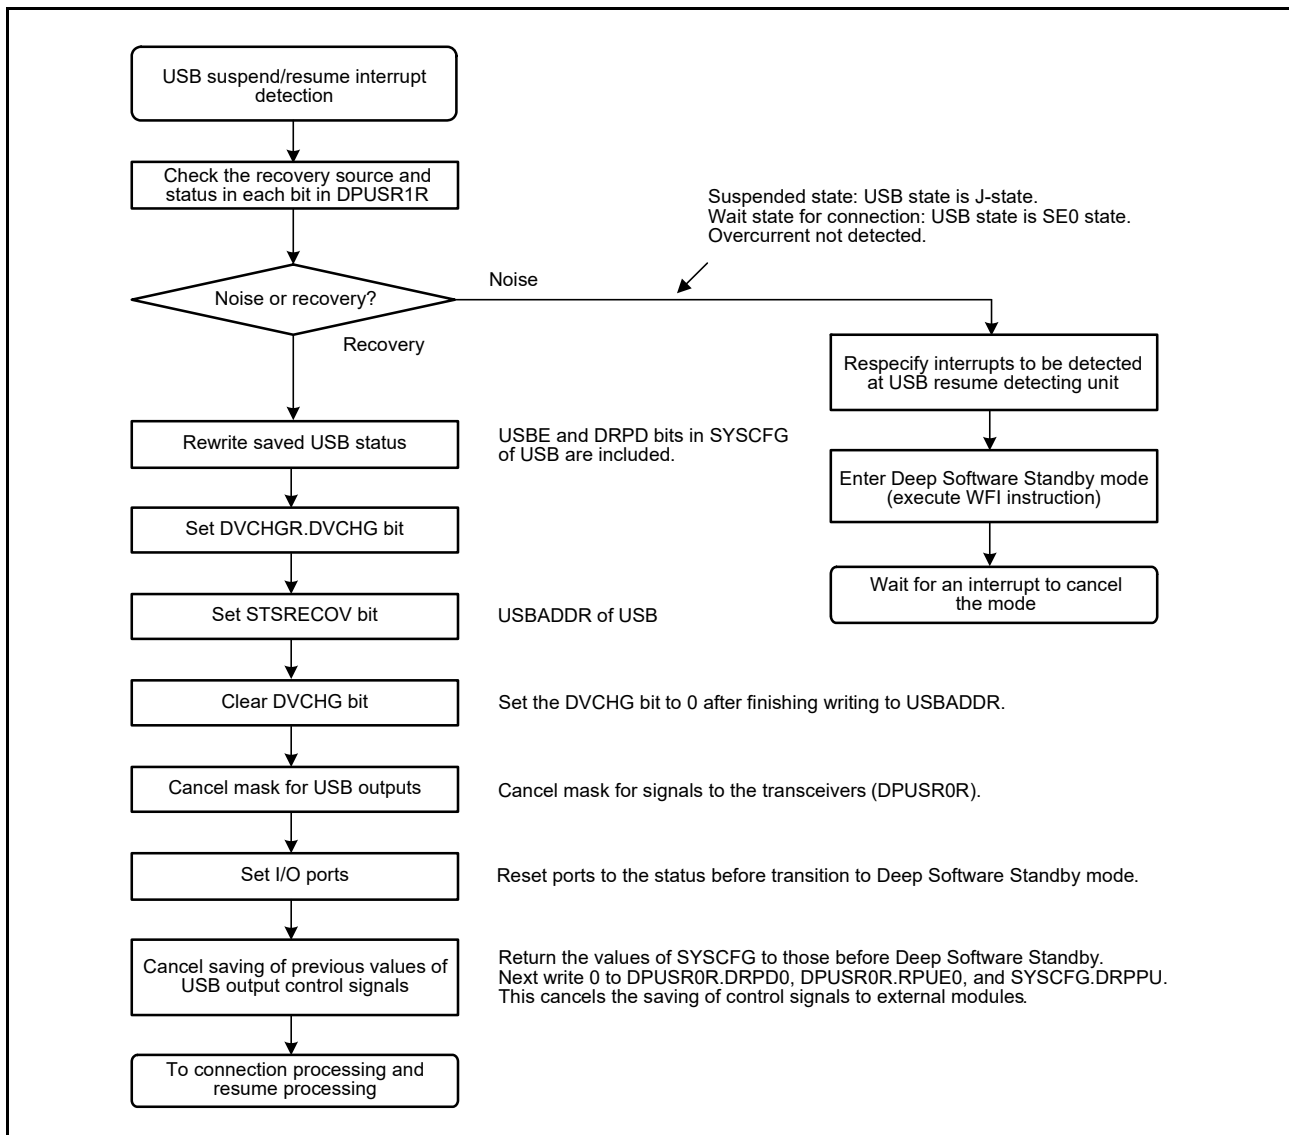 USB suspend/resume interrupt
detection
Check the recovery source and
status in each bit in DPUSR1R
Suspended state: USB state is J-state.
Wait state for connection: USB state is SE0 state.
Overcurrent not detected.
Noise or recovery?
Noise
Recovery
Respecify interrupts to be detected
at USB resume detecting unit
Enter Deep Software Standby mode
(execute WFI instruction)
Wait for an interrupt to cancel
the mode
Rewrite saved USB status
USBE and DRPD bits in SYSCFG
of USB are included.
Set DVCHGR.DVCHG bit
Set STSRECOV bit
USBADDR of USB
Clear DVCHG bit
Set the DVCHG bit to 0 after finishing writing to USBADDR.
Cancel mask for USB outputs
Cancel mask for signals to the transceivers (DPUSR0R).
Set I/O ports
Reset ports to the status before transition to Deep Software Standby mode.
Cancel saving of previous values of
USB output control signals
Return the values of SYSCFG to those before Deep Software Standby.
Next write 0 to DPUSR0R.DRPD0, DPUSR0R.RPUE0, and SYSCFG.DRPPU.
This cancels the saving of control signals to external modules.
To connection processing and
resume processing